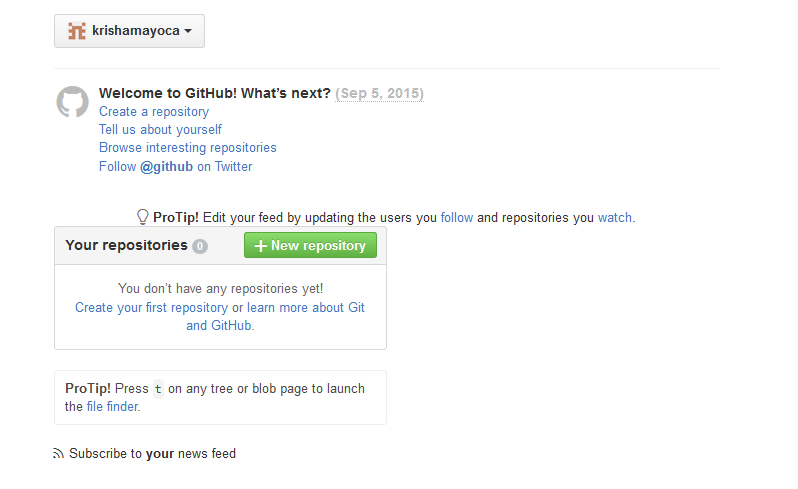 krishamayoca
Welcome to GitHub! What's next? (Sep 5, 2015)
Create a repository
Tell us about yourself
Browse interesting repositories
Follow @github on Twitter
ProTip! Edit your feed by updating the users you follow and repositories you watch.
Your repositories 0 + New repository
You don't have any repositories yet!
Create your first repository or learn more about Git
and GitHub.
ProTip! Press t on any tree or blob page to launch
the file finder.
Subscribe to your news feed